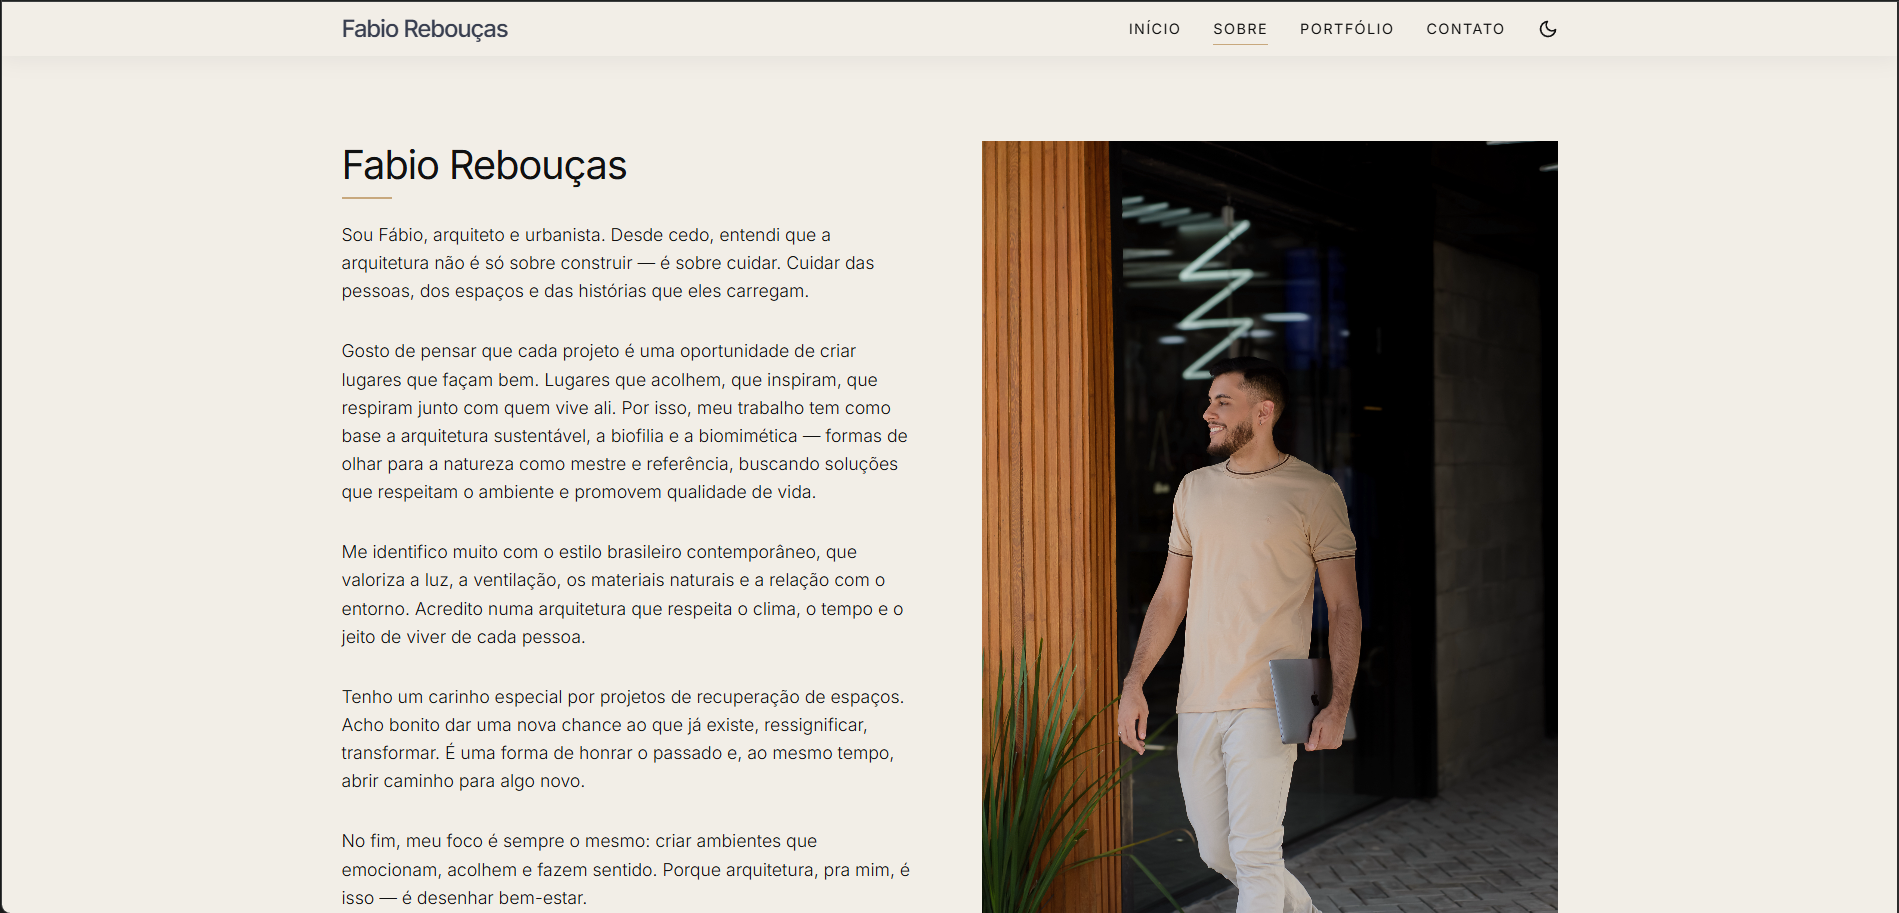 Fabio Rebouças
INÍCIO
SOBRE
PORTFÓLIO
CONTATO
Fabio Rebouças
Sou Fábio, arquiteto e urbanista. Desde cedo, entendi que a
arquitetura não é só sobre construir — é sobre cuidar. Cuidar das
pessoas, dos espaços e das histórias que eles carregam.
Gosto de pensar que cada projeto é uma oportunidade de criar
lugares que façam bem. Lugares que acolhem, que inspiram, que
respiram junto com quem vive ali. Por isso, meu trabalho tem como
base a arquitetura sustentável, a biofilia e a biomimética — formas de
olhar para a natureza como mestre e referência, buscando soluções
que respeitam o ambiente e promovem qualidade de vida.
Me identifico muito com o estilo brasileiro contemporâneo, que
valoriza a luz, a ventilação, os materiais naturais e a relação com o
entorno. Acredito numa arquitetura que respeita o clima, o tempo e o
jeito de viver de cada pessoa.
Tenho um carinho especial por projetos de recuperação de espaços.
Acho bonito dar uma nova chance ao que já existe, ressignificar,
transformar. É uma forma de honrar o passado e, ao mesmo tempo,
abrir caminho para algo novo.
No fim, meu foco é sempre o mesmo: criar ambientes que
emocionam, acolhem e fazem sentido. Porque arquitetura, pra mim, é
isso — é desenhar bem-estar.